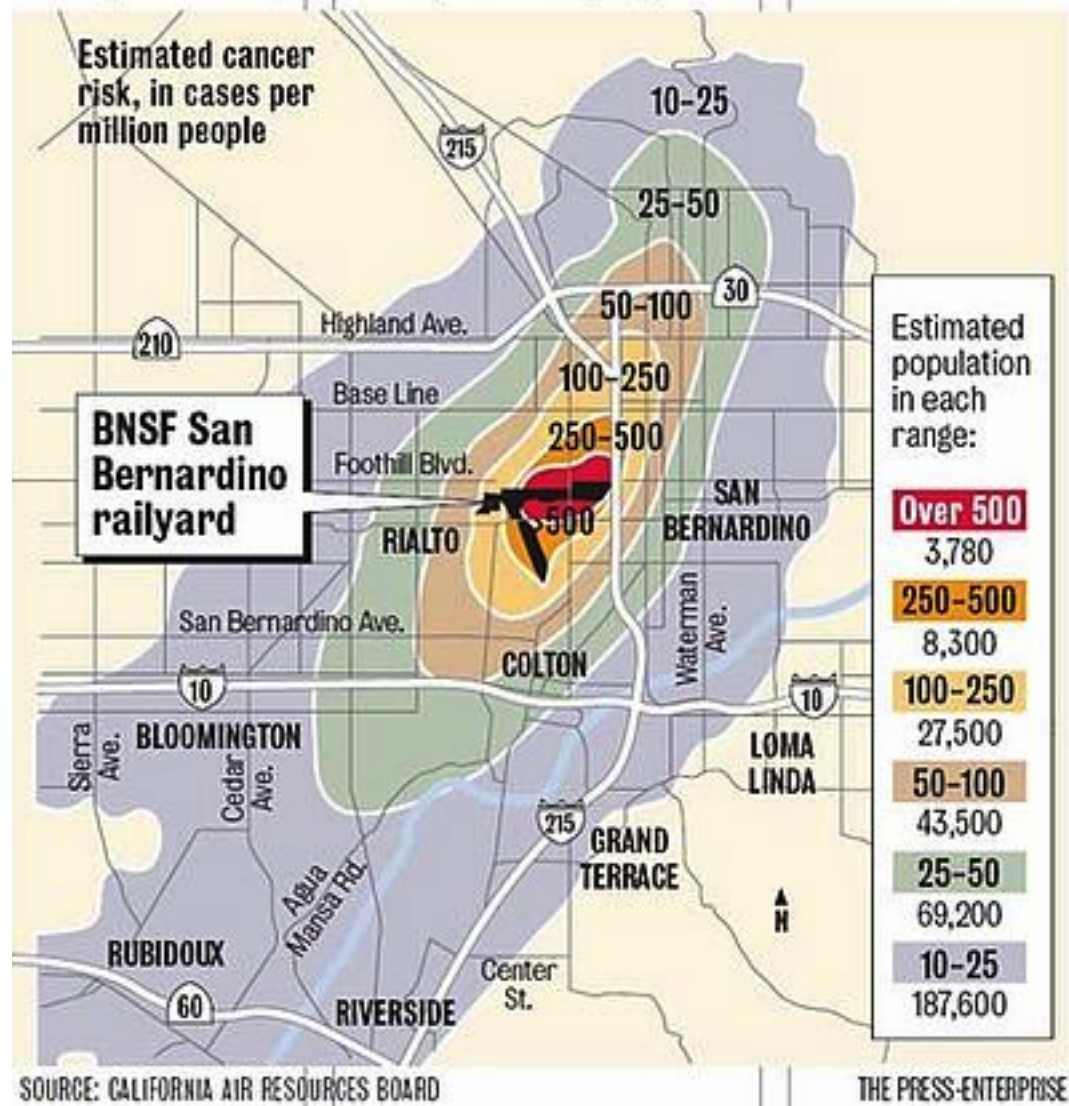 Estimated cancer
risk, in cases per
million people
10-25
215
25-50
50-100
30
Highland Ave.
210
100-250
Base Line
250-500
BNSF San
Bernardino
railyard
Foothill Blvd.
500
SAN
BERNARDINO
RIALTO
San Bernardino Ave.
Waterman
Ave.
COLTON
10
10
BLOOMINGTON
Sierra
Ave.
Cedar
Ave.
LOMA
LINDA
215
GRAND
TERRACE
Agua
Mansa Rd.
N
RUBIDOUX
Center
St.
60
RIVERSIDE
Estimated
population
in each
range:
Over 500
3,780
250-500
8,300
100-250
27,500
50-100
43,500
25-50
69,200
10-25
187,600
SOURCE: CALIFORNIA AIR RESOURCES BOARD
THE PRESS-ENTERPRISE